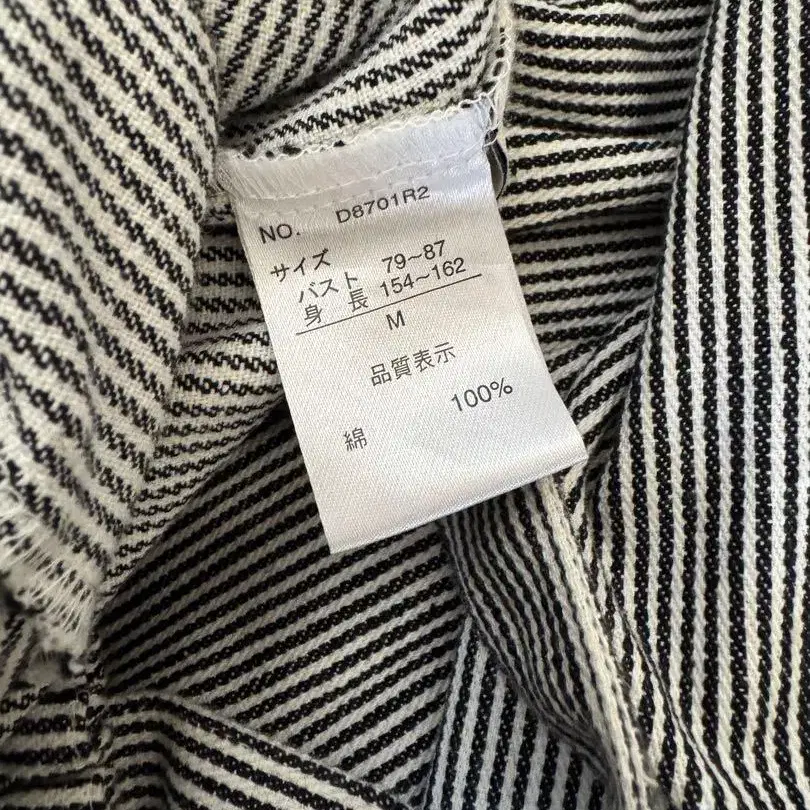 NO. D8701R2
サイズ
バスト 79~87
身長 154~162
M
品質表示
綿 100%